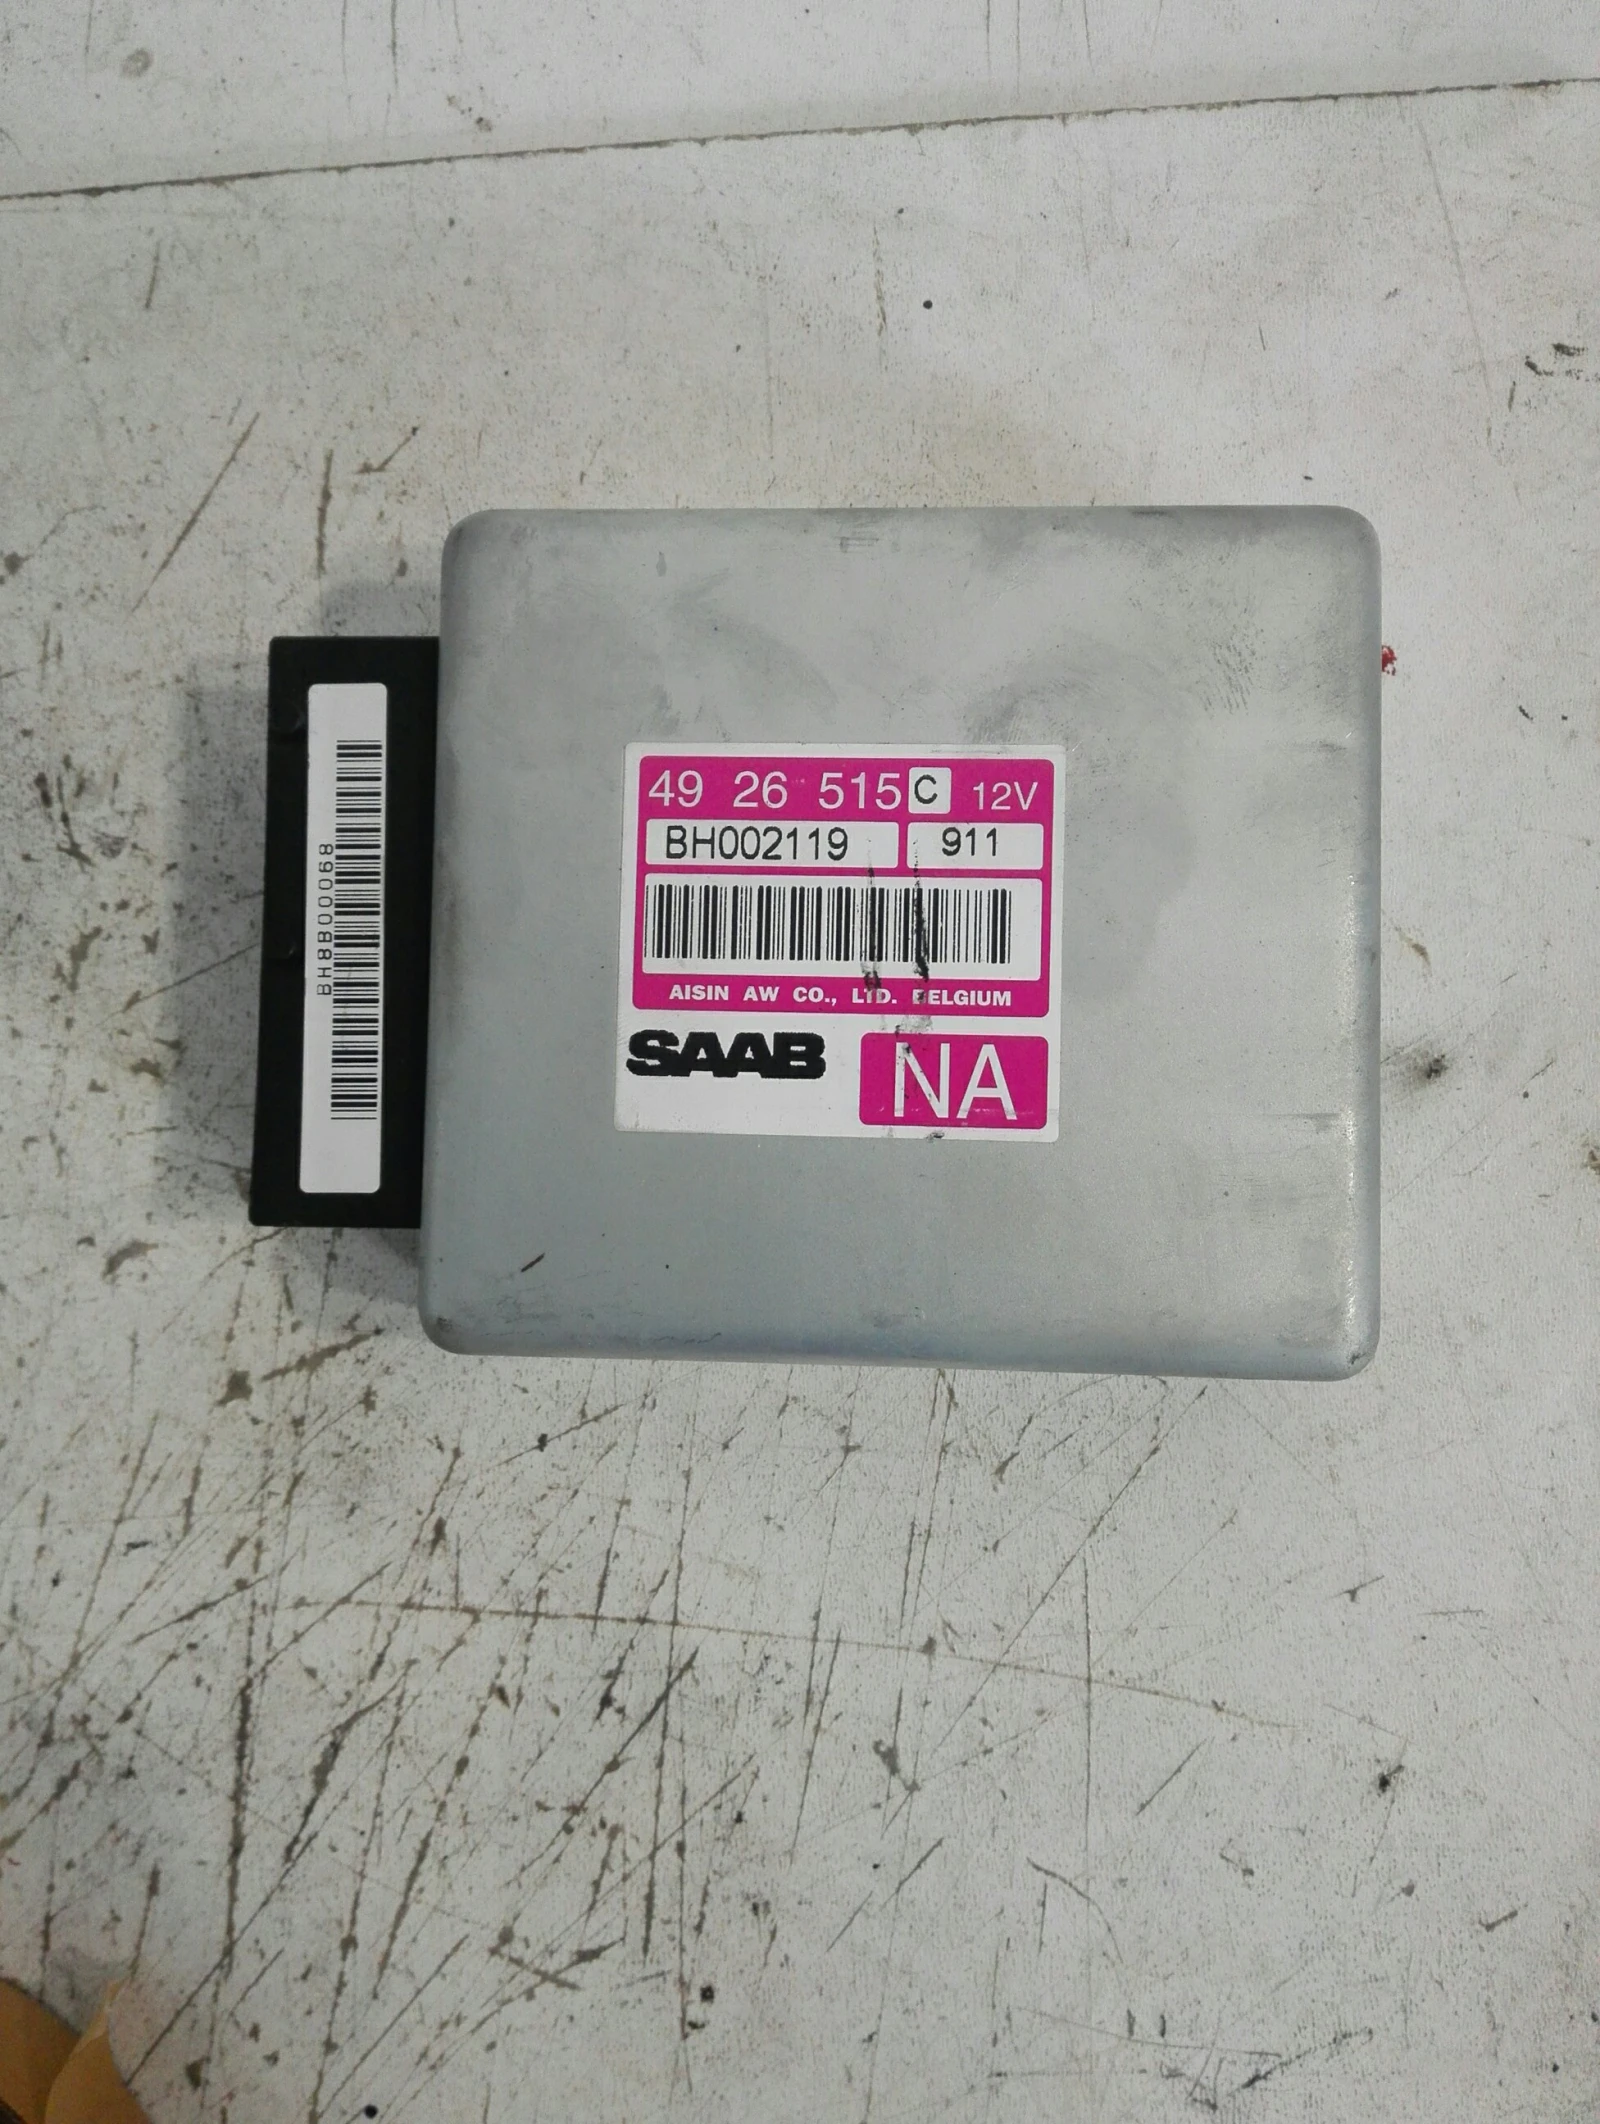 49 26 515 C 12V
BH002119 911
AISIN AW CO., LTD. BELGIUM
SAAB NA
BH8B00068